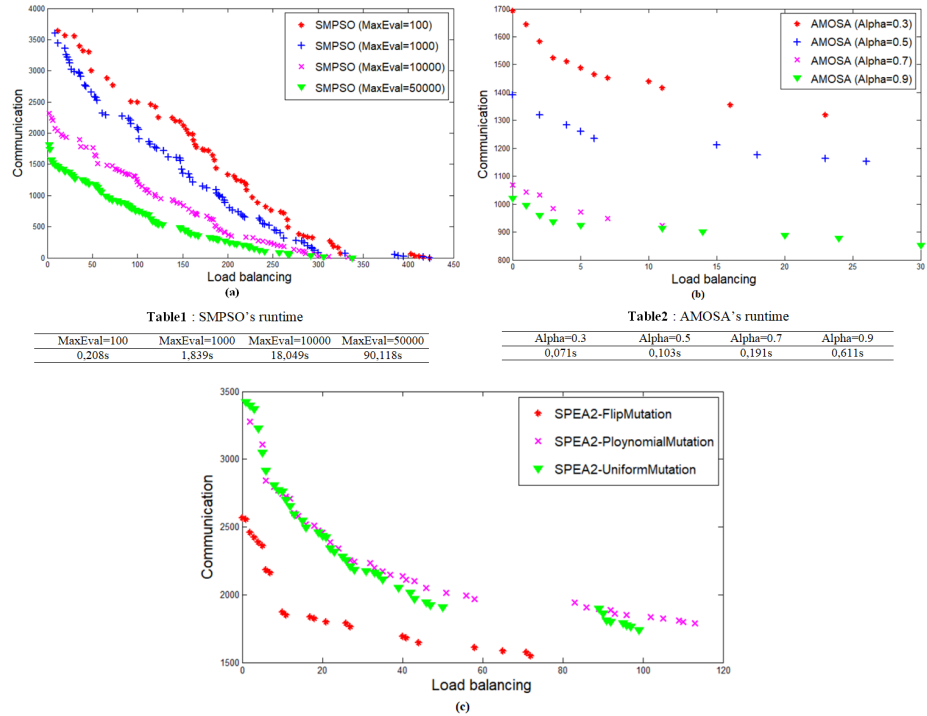 4000
3500
3000
2500
2000
1500
1000
500
0
Communication
0 50 100 150 200 250 300 350 400 450
Load balancing
SMPSO (MaxEval=100)
SMPSO (MaxEval=1000)
SMPSO (MaxEval=10000)
SMPSO (MaxEval=50000)
(a)
1700
1600
1500
1400
1300
1200
1100
1000
900
800
Communication
0 5 10 15 20 25 30
Load balancing
AMOSA (Alpha=0.3)
AMOSA (Alpha=0.5)
AMOSA (Alpha=0.7)
AMOSA (Alpha=0.9)
(b)
Table1 : SMPSO's runtime
MaxEval=100 MaxEval=1000 MaxEval=10000 MaxEval=50000
0,208s 1,839s 18,049s 90,118s
Table2 : AMOSA's runtime
Alpha=0.3 Alpha=0.5 Alpha=0.7 Alpha=0.9
0,071s 0,103s 0,191s 0,611s
3500
3000
2500
2000
1500
Communication
0 20 40 60 80 100 120
Load balancing
SPEA2-FlipMutation
SPEA2-PloynomialMutation
SPEA2-UniformMutation
(c)